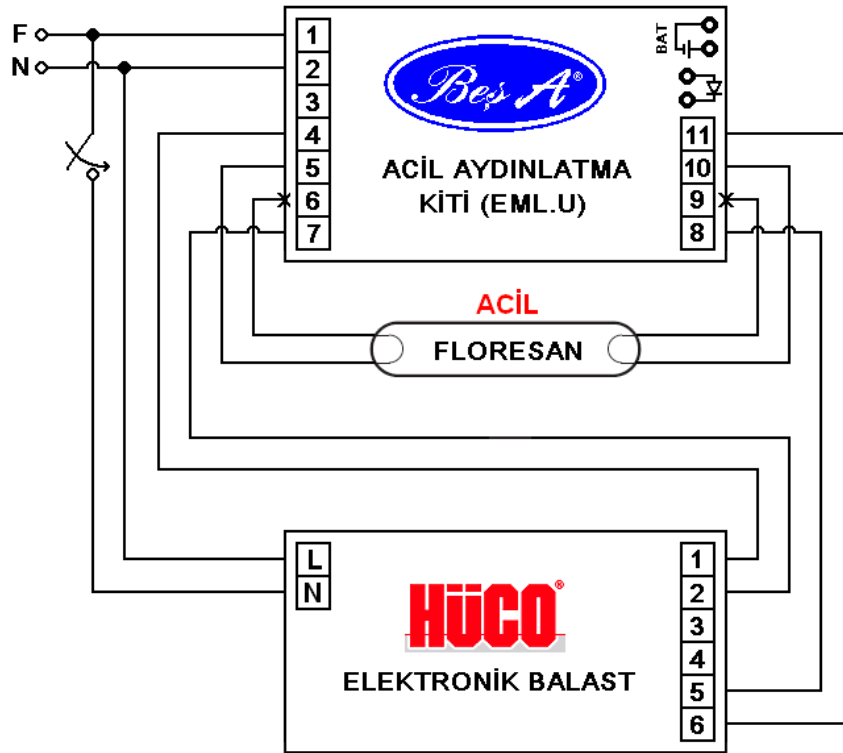 F
N
1
2
3
4
5
6
7
Beş A®
ACİL AYDINLATMA
KİTİ (EML.U)
BAT
11
10
9
8
ACİL
FLORESAN
L
N
HÜCO®
ELEKTRONİK BALAST
1
2
3
4
5
6